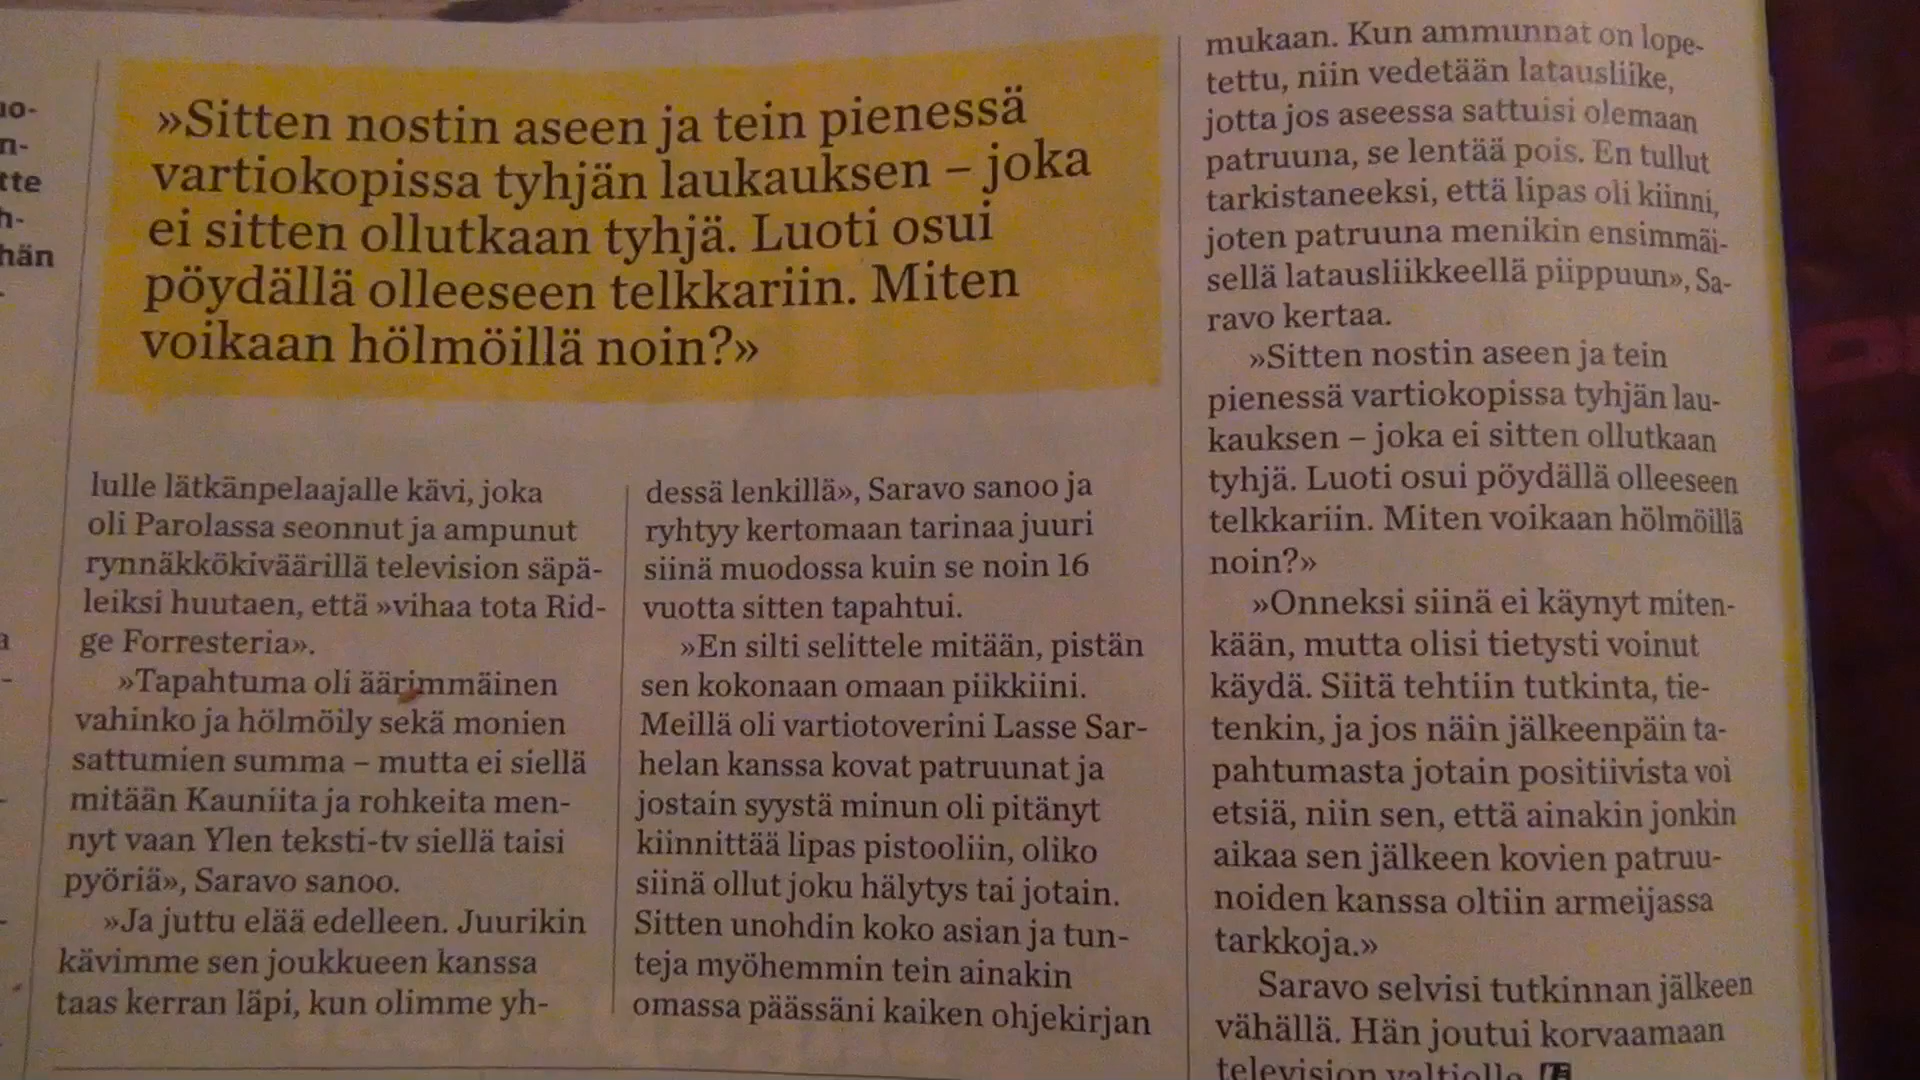 uo-
n-
tte
h-
hän
»Sitten nostin aseen ja tein pienessä
vartiokopissa tyhjän laukauksen – joka
ei sitten ollutkaan tyhjä. Luoti osui
pöydällä olleeseen telkkariin. Miten
voikaan hölmöillä noin?»
lulle lätkänpelaajalle kävi, joka
oli Parolassa seonnut ja ampunut
rynnäkkökiväärillä television säpä-
leiksi huutaen, että »vihaa tota Rid-
ge Forresteria».
»Tapahtuma oli äärimmäinen
vahinko ja hölmöily sekä monien
sattumien summa – mutta ei siellä
mitään Kauniita ja rohkeita men-
nyt vaan Ylen teksti-tv siellä taisi
pyöriä», Saravo sanoo.
»Ja juttu elää edelleen. Juurikin
kävimme sen joukkueen kanssa
taas kerran läpi, kun olimme yh-
dessä lenkillä», Saravo sanoo ja
ryhtyy kertomaan tarinaa juuri
siinä muodossa kuin se noin 16
vuotta sitten tapahtui.
»En silti selittele mitään, pistän
sen kokonaan omaan piikkiini.
Meillä oli vartiotoverini Lasse Sar-
helan kanssa kovat patruunat ja
jostain syystä minun oli pitänyt
kiinnittää lipas pistooliin, oliko
siinä ollut joku hälytys tai jotain.
Sitten unohdin koko asian ja tun-
teja myöhemmin tein ainakin
omassa päässäni kaiken ohjekirjan
mukaan. Kun ammunnat on lope-
tettu, niin vedetään latausliike,
jotta jos aseessa sattuisi olemaan
patruuna, se lentää pois. En tullut
tarkistaneeksi, että lipas oli kiinni,
joten patruuna menikin ensimmäi-
sellä latausliikkeellä piippuun», Sa-
ravo kertaa.
»Sitten nostin aseen ja tein
pienessä vartiokopissa tyhjän lau-
kauksen – joka ei sitten ollutkaan
tyhjä. Luoti osui pöydällä olleeseen
telkkariin. Miten voikaan hölmöillä
noin?»
»Onneksi siinä ei käynyt miten-
kään, mutta olisi tietysti voinut
käydä. Siitä tehtiin tutkinta, tie-
tenkin, ja jos näin jälkeenpäin ta-
pahtumasta jotain positiivista voi
etsiä, niin sen, että ainakin jonkin
aikaa sen jälkeen kovien patruu-
noiden kanssa oltiin armeijassa
tarkkoja.»
Saravo selvisi tutkinnan jälkeen
vähällä. Hän joutui korvaamaan
television valtiolle.